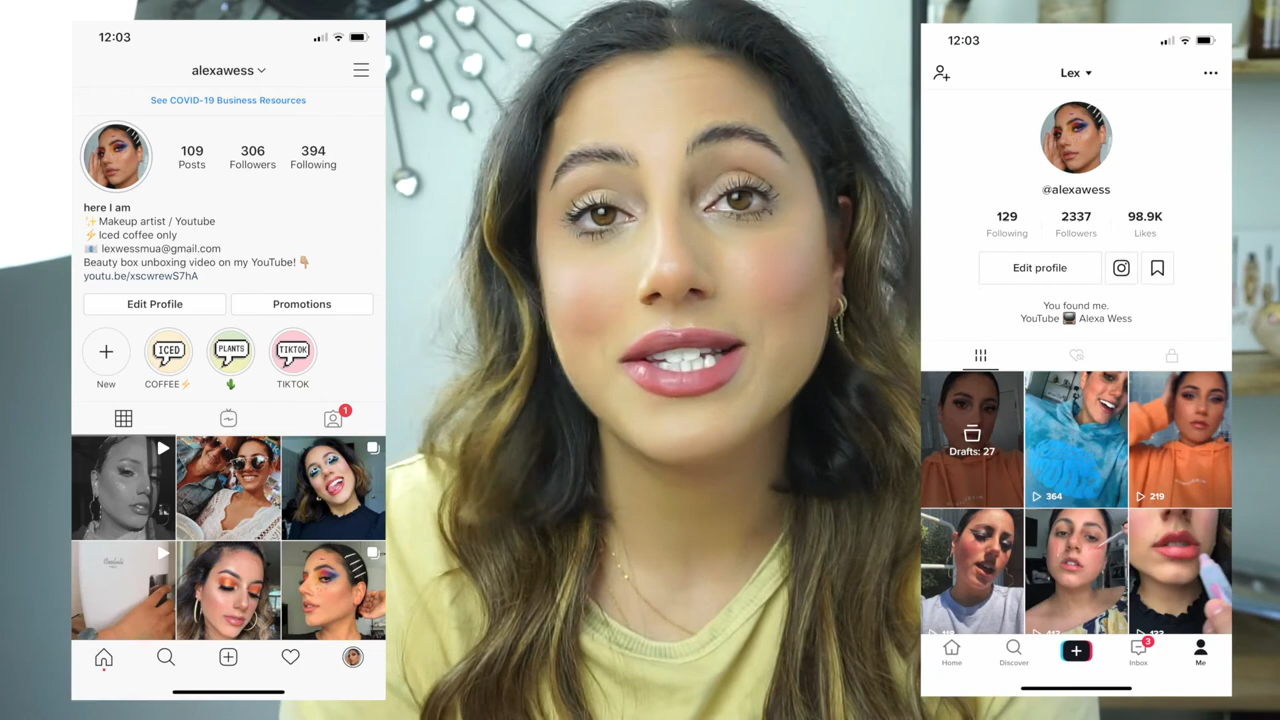 12:03
alexawess
See COVID-19 Business Resources
109 306 394
Posts Followers Following
here I am
✨Makeup artist / Youtube
⚡Iced coffee only
📧 lexwessmua@gmail.com
Beauty box unboxing video on my YouTube! 👇🏼
youtu.be/xscwrewS7hA
Edit Profile Promotions
ICED PLANTS TIKTOK
New COFFEE⚡ 🌵 TIKTOK
1
12:03
Lex
@alexawess
129 2337 98.9K
Following Followers Likes
Edit profile
You found me.
YouTube 📺 Alexa Wess
Drafts: 27
364 219
Home Discover Inbox Me
3